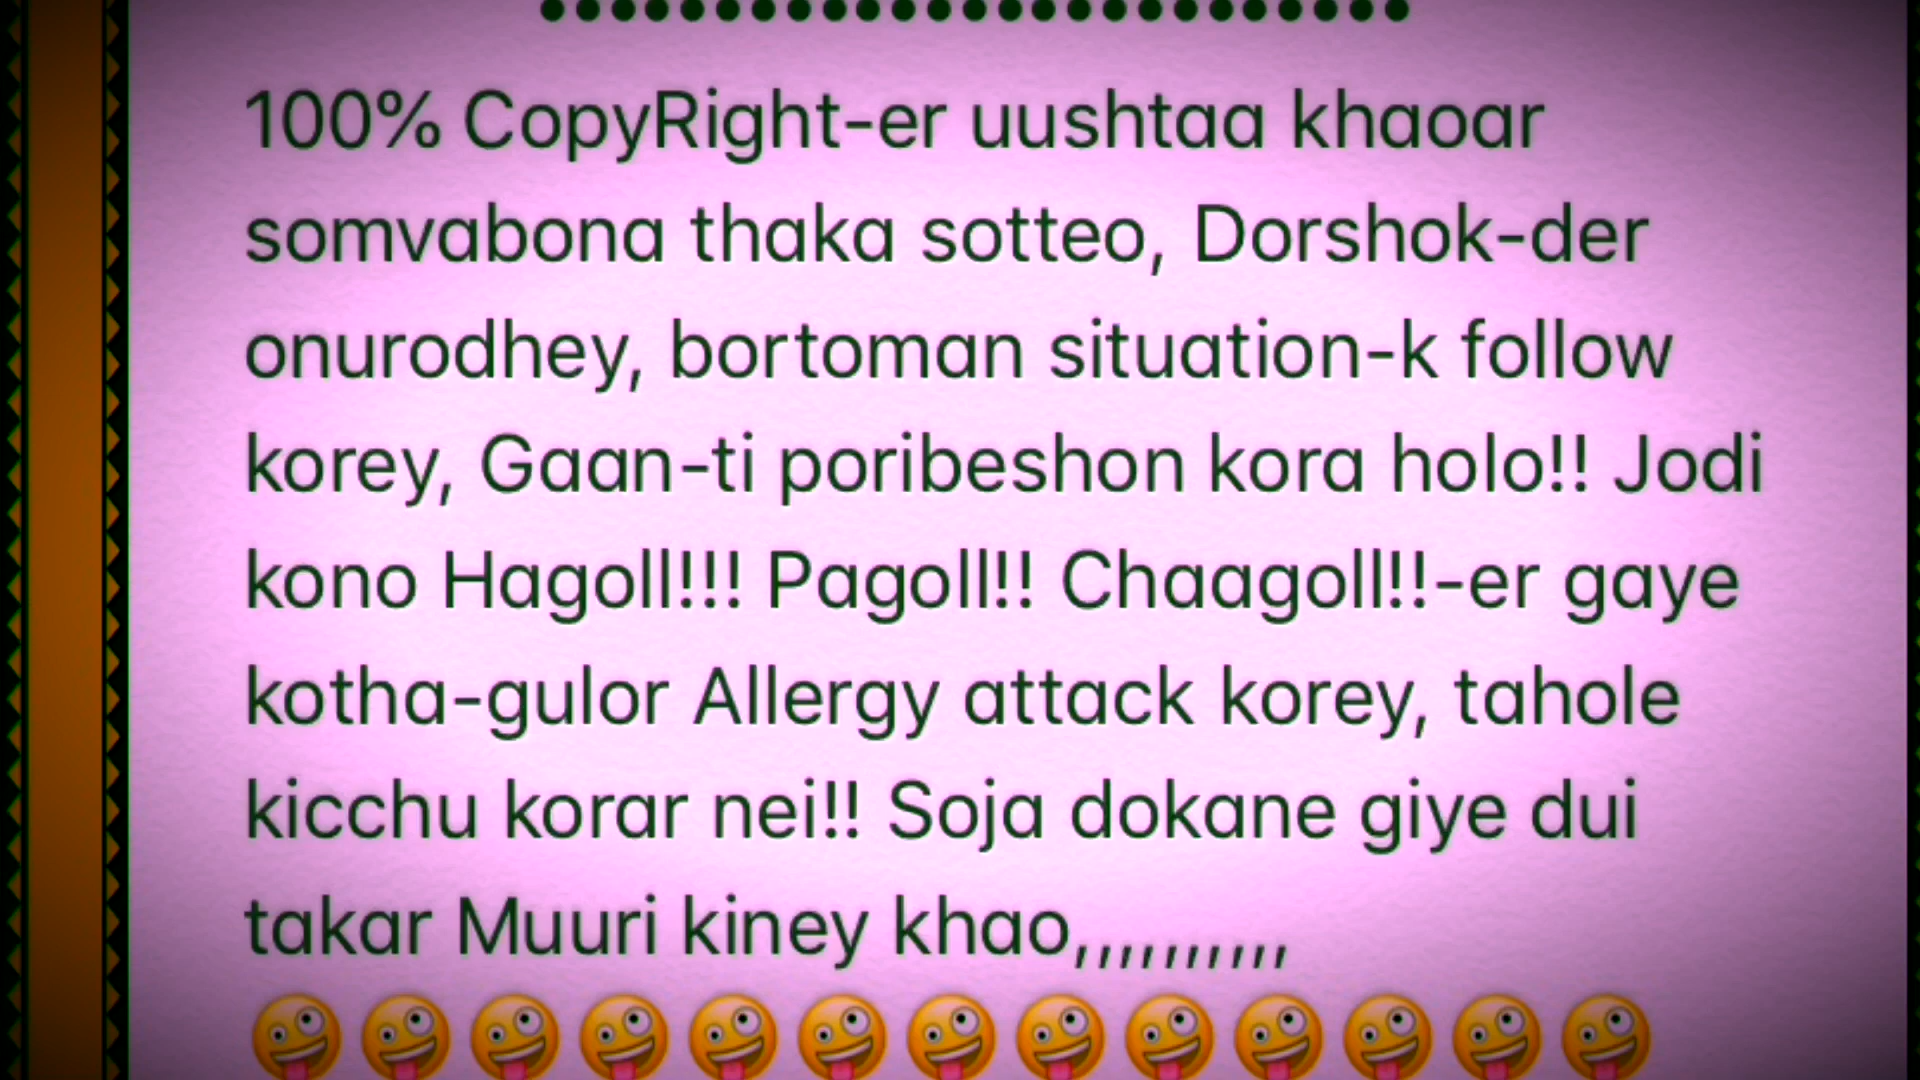 100% CopyRight-er uushtaa khaoar
somvabona thaka sotteo, Dorshok-der
onurodhey, bortoman situation-k follow
korey, Gaan-ti poribeshon kora holo!! Jodi
kono Hagoll!!! Pagoll!! Chaagoll!!-er gaye
kotha-gulor Allergy attack korey, tahole
kicchu korar nei!! Soja dokane giye dui
takar Muuri kiney khao,,,,,,,,,,
🤪🤪🤪🤪🤪🤪🤪🤪🤪🤪🤪🤪🤪